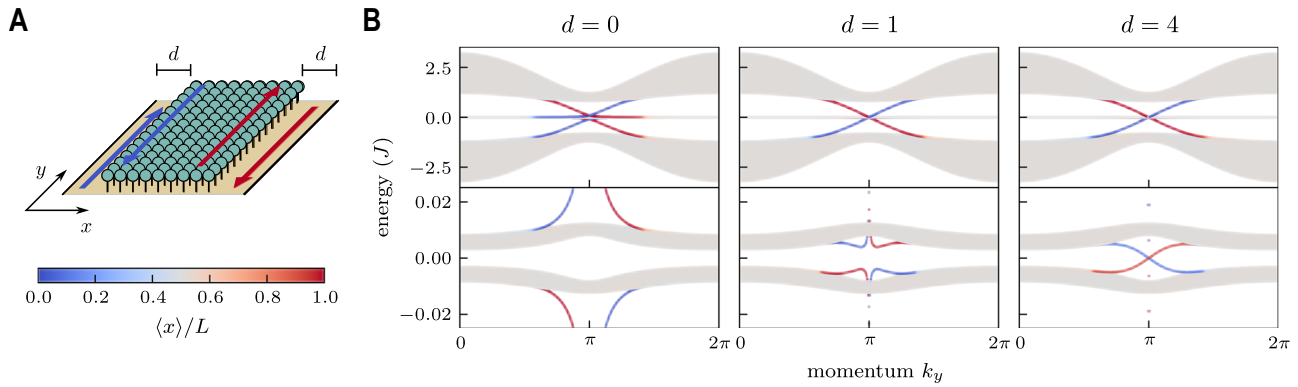 A
d
d
y
x
0.0 0.2 0.4 0.6 0.8 1.0
⟨x⟩/L
B
d = 0
d = 1
d = 4
energy (J)
2.5
0.0
−2.5
0.02
0.00
−0.02
0 π 2π
0 π 2π
0 π 2π
momentum k_y